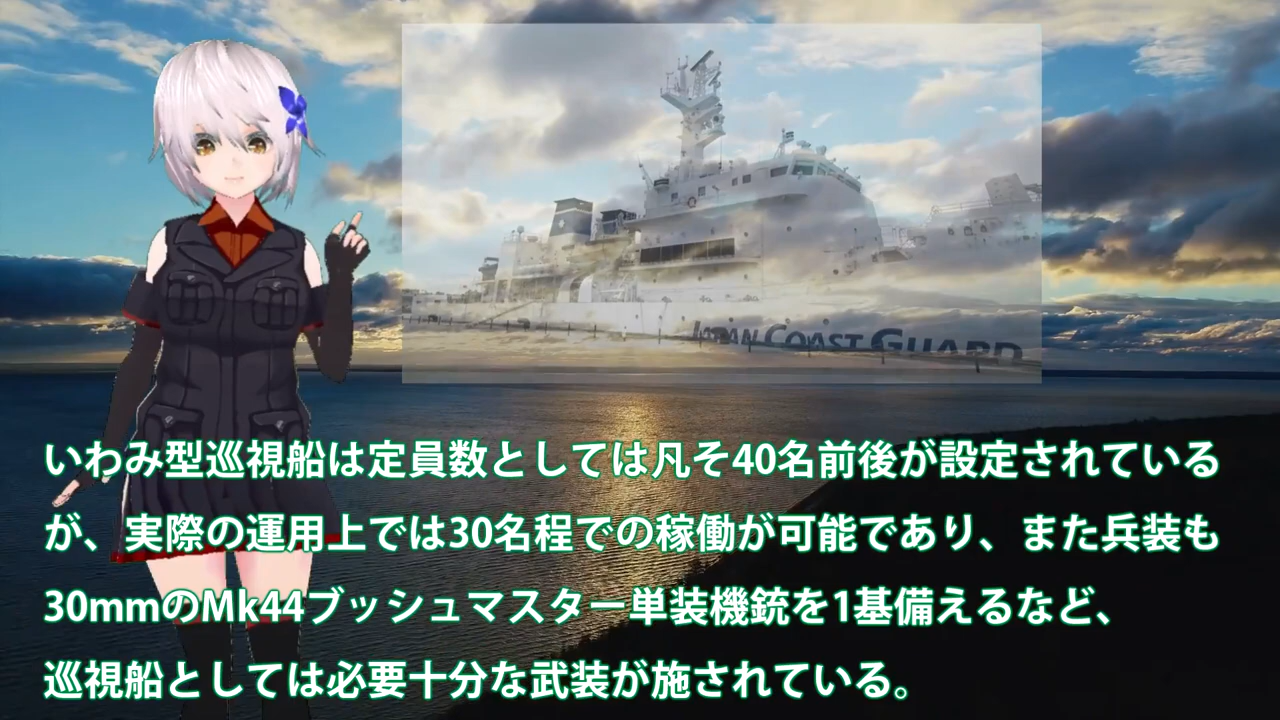 JAPAN COAST GUARD
いわみ型巡視船は定員数としては凡そ40名前後が設定されている
が、実際の運用上では30名程での稼働が可能であり、また兵装も
30mmのMk44ブッシュマスター単装機銃を1基備えるなど、
巡視船としては必要十分な武装が施されている。